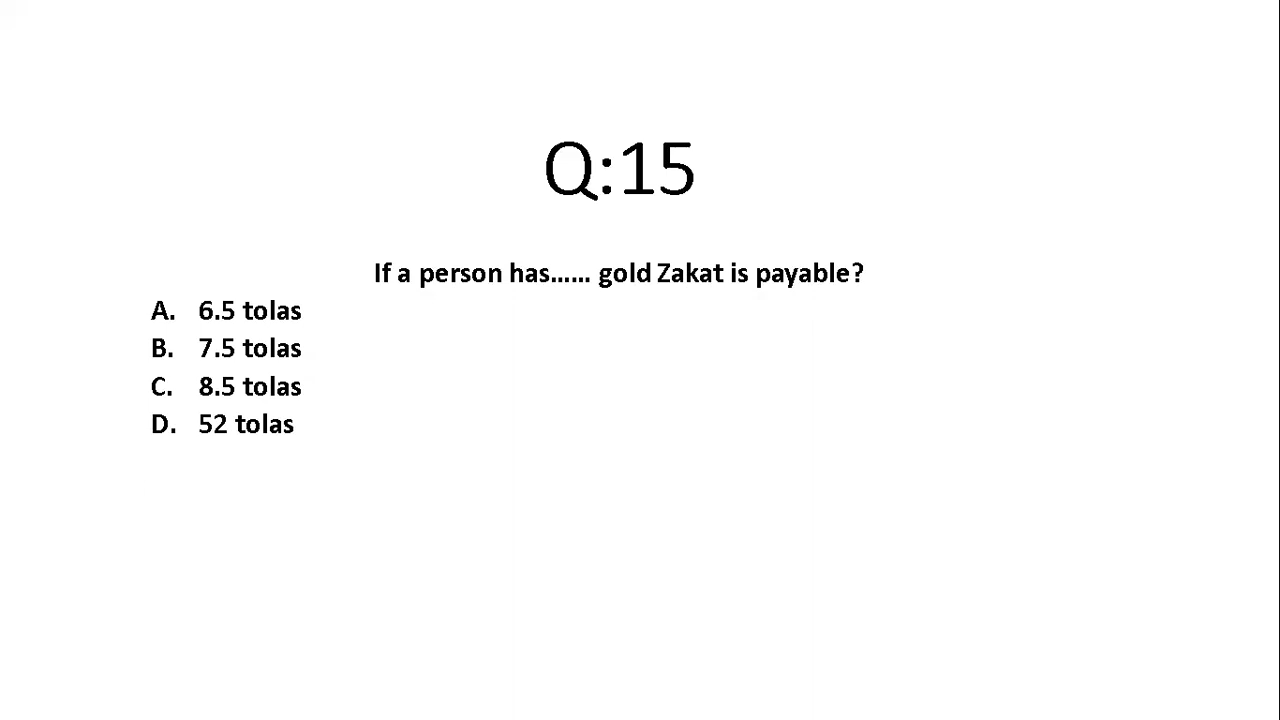 Q:15
If a person has...... gold Zakat is payable?
A. 6.5 tolas
B. 7.5 tolas
C. 8.5 tolas
D. 52 tolas